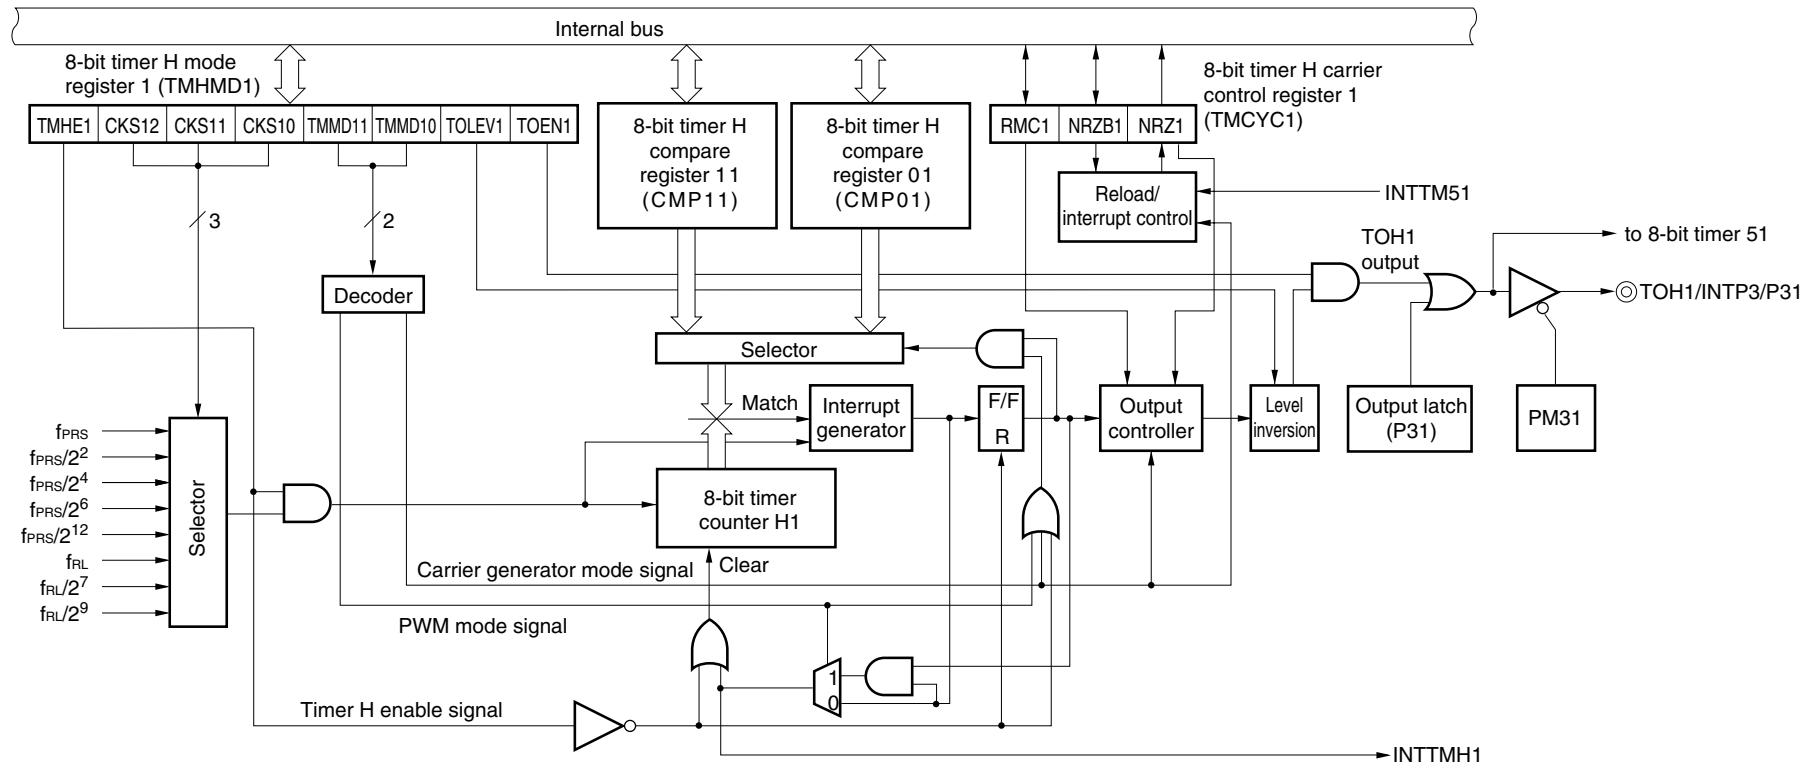 Internal bus
8-bit timer H mode
register 1 (TMHMD1)
8-bit timer H carrier
control register 1
(TMCYC1)
TMHE1 CKS12 CKS11 CKS10 TMMD11 TMMD10 TOLEV1 TOEN1
8-bit timer H
compare
register 11
(CMP11)
8-bit timer H
compare
register 01
(CMP01)
RMC1 NRZB1 NRZ1
Reload/
interrupt control
INTTM51
3
2
TOH1
output
to 8-bit timer 51
Decoder
TOH1/INTP3/P31
Selector
Match
Interrupt
generator
F/F
R
Output
controller
Level
inversion
Output latch
(P31)
PM31
fPRS
fPRS/2²
fPRS/2⁴
fPRS/2⁶
fPRS/2¹²
fRL
fRL/2⁷
fRL/2⁹
Selector
8-bit timer
counter H1
Clear
Carrier generator mode signal
PWM mode signal
1
0
Timer H enable signal
INTTMH1